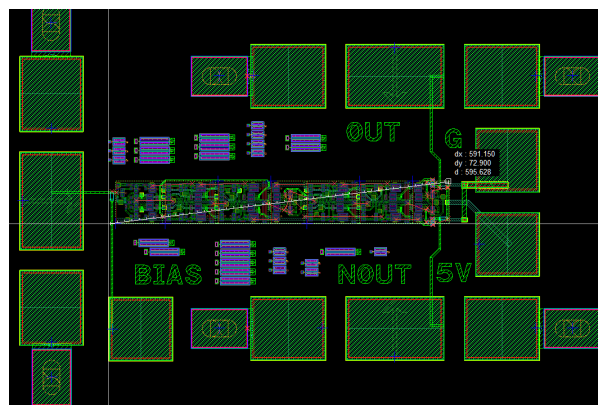 OUT
G
dx : 591.150
dy : 72.900
d : 595.628
BIAS
NOUT
5V